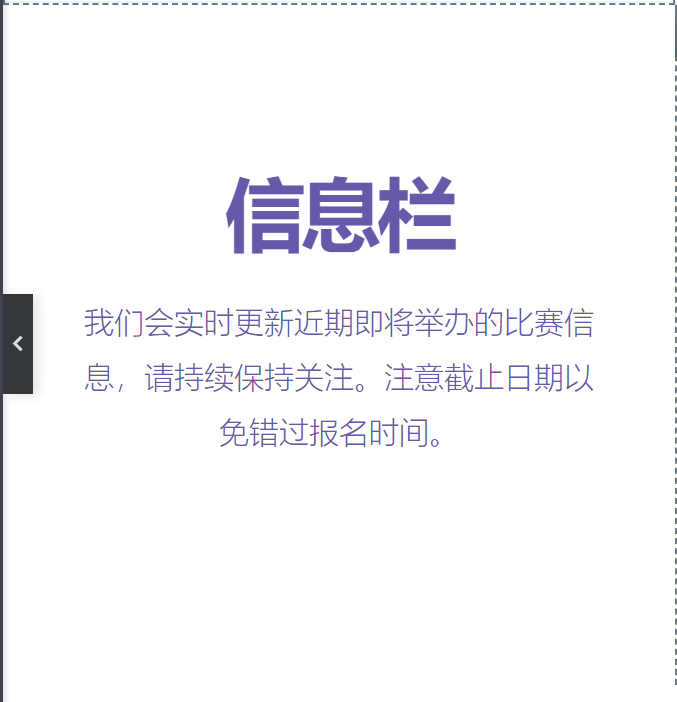 信息栏
我们会实时更新近期即将举办的比赛信
息，请持续保持关注。注意截止日期以
免错过报名时间。